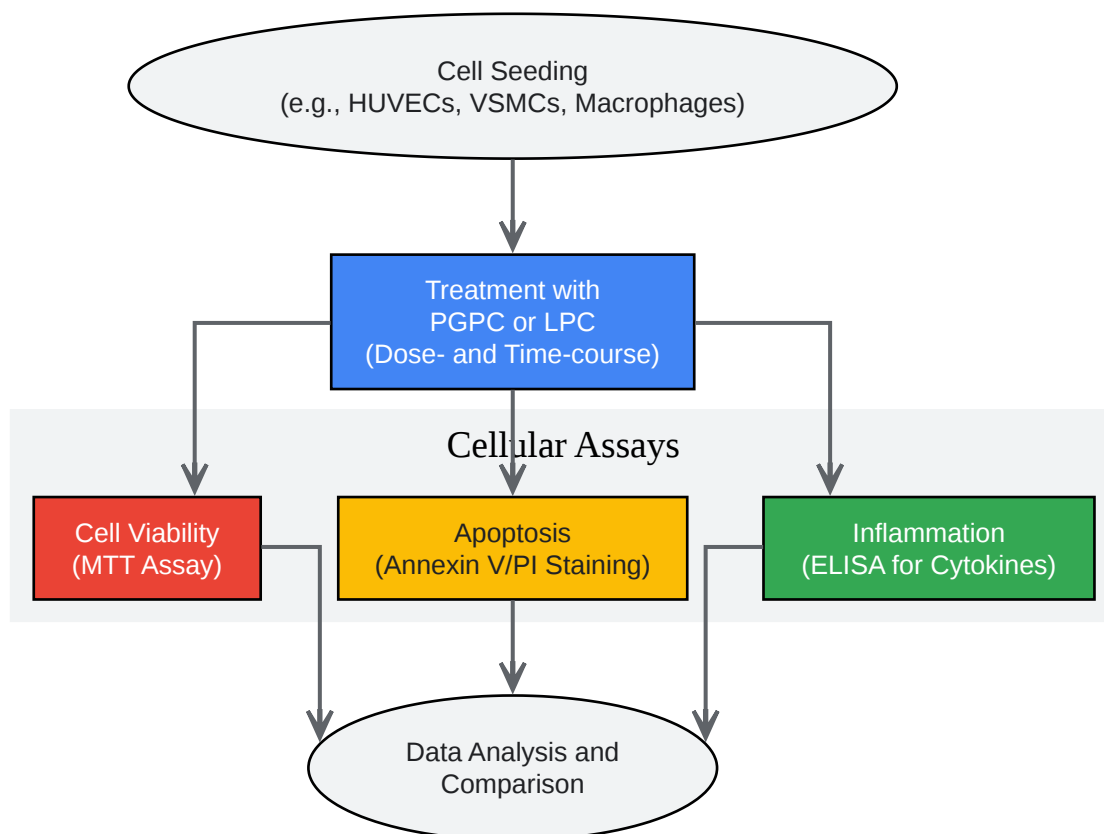 Cell Seeding
(e.g., HUVECs, VSMCs, Macrophages)
Treatment with
PGPC or LPC
(Dose- and Time-course)
Cellular Assays
Cell Viability
(MTT Assay)
Apoptosis
(Annexin V/PI Staining)
Inflammation
(ELISA for Cytokines)
Data Analysis and
Comparison